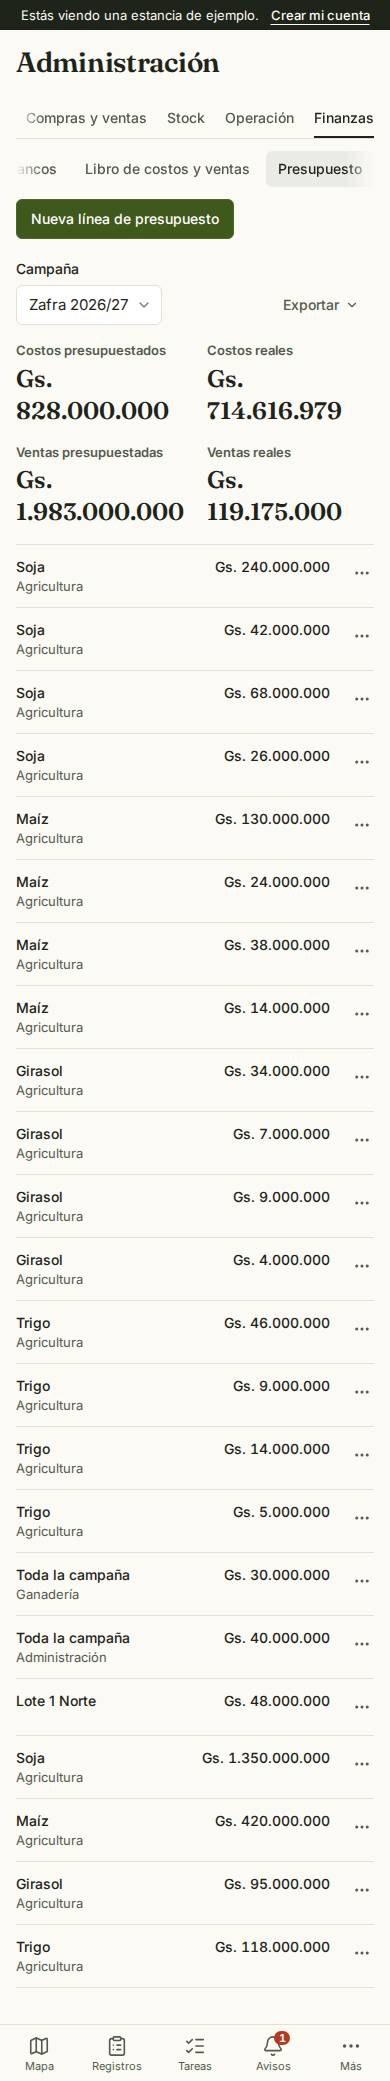 Estás viendo una estancia de ejemplo. Crear mi cuenta
Administración
Compras y ventas Stock Operación Finanzas
ancos Libro de costos y ventas Presupuesto
Nueva línea de presupuesto
Campaña
Zafra 2026/27 Exportar
Costos presupuestados Costos reales
Gs. Gs.
828.000.000 714.616.979
Ventas presupuestadas Ventas reales
Gs. Gs.
1.983.000.000 119.175.000
Soja Gs. 240.000.000
Agricultura
Soja Gs. 42.000.000
Agricultura
Soja Gs. 68.000.000
Agricultura
Soja Gs. 26.000.000
Agricultura
Maíz Gs. 130.000.000
Agricultura
Maíz Gs. 24.000.000
Agricultura
Maíz Gs. 38.000.000
Agricultura
Maíz Gs. 14.000.000
Agricultura
Girasol Gs. 34.000.000
Agricultura
Girasol Gs. 7.000.000
Agricultura
Girasol Gs. 9.000.000
Agricultura
Girasol Gs. 4.000.000
Agricultura
Trigo Gs. 46.000.000
Agricultura
Trigo Gs. 9.000.000
Agricultura
Trigo Gs. 14.000.000
Agricultura
Trigo Gs. 5.000.000
Agricultura
Toda la campaña Gs. 30.000.000
Ganadería
Toda la campaña Gs. 40.000.000
Administración
Lote 1 Norte Gs. 48.000.000
Soja Gs. 1.350.000.000
Agricultura
Maíz Gs. 420.000.000
Agricultura
Girasol Gs. 95.000.000
Agricultura
Trigo Gs. 118.000.000
Agricultura
1
Mapa Registros Tareas Avisos Más